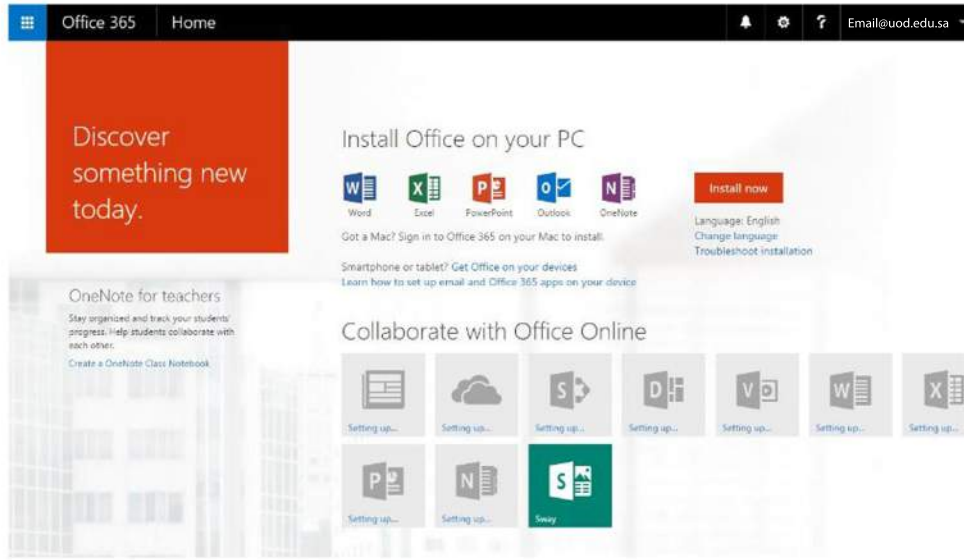 Office 365
Home
Email@uod.edu.sa
Discover
something new
today.
OneNote for teachers
Stay organized and track your students'
progress. Help students collaborate with
each other.
Create a OneNote Class Notebook
Install Office on your PC
Word
Excel
PowerPoint
Outlook
OneNote
Got a Mac? Sign in to Office 365 on your Mac to install.
Smartphone or tablet? Get Office on your devices
Learn how to set up email and Office 365 apps on your device
Install now
Language: English
Change language
Troubleshoot installation
Collaborate with Office Online
Setting up...
Setting up...
Setting up...
Setting up...
Setting up...
Setting up...
Setting up...
Setting up...
Setting up...
Sway